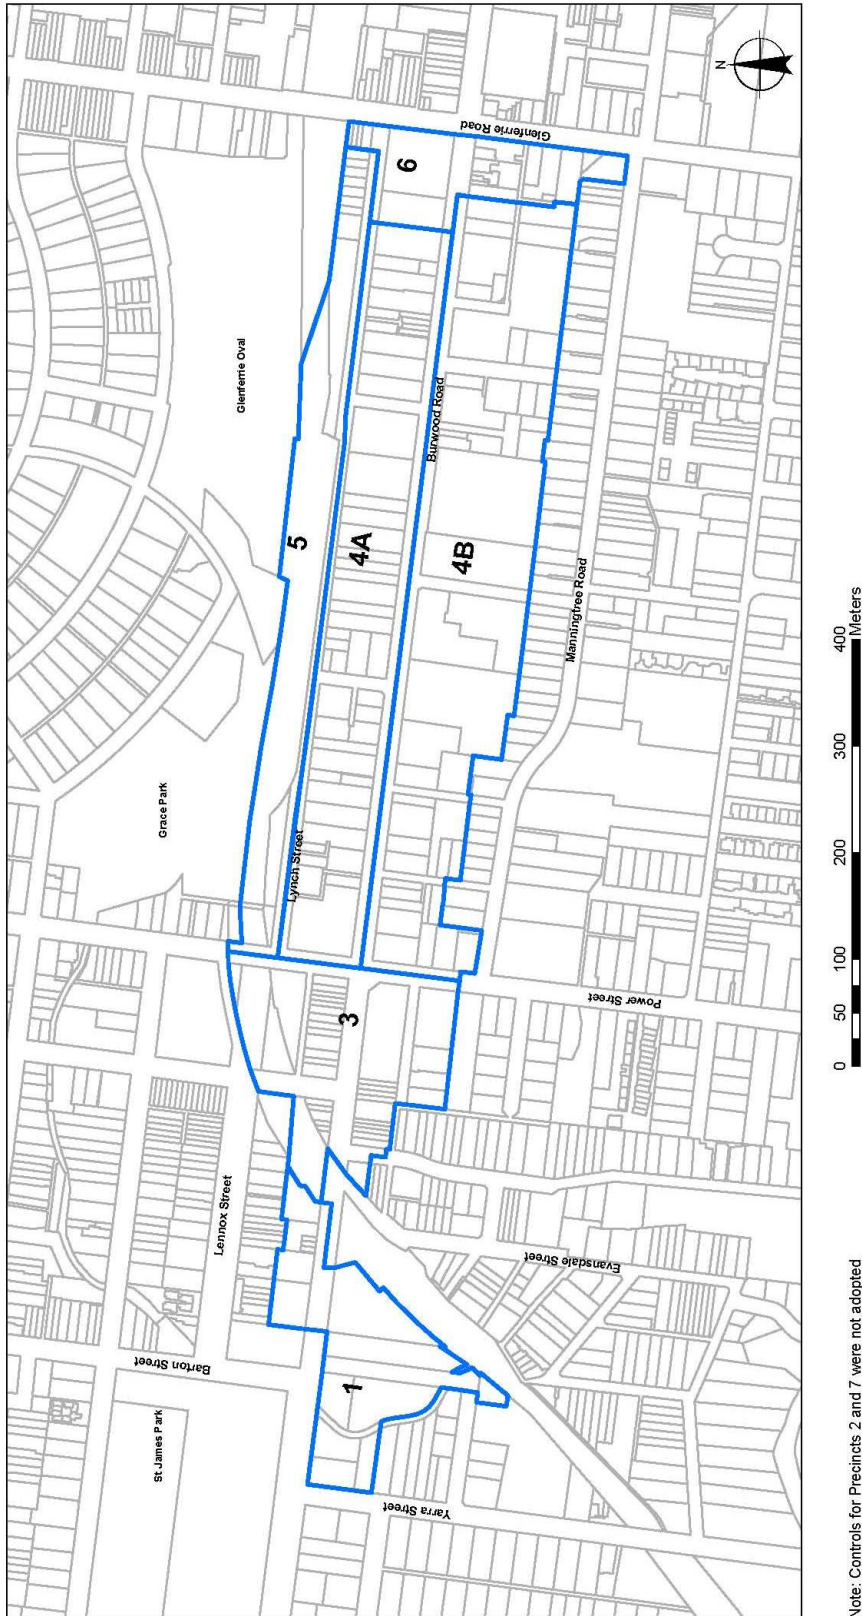 N
Glenferrie Road
6
Glenferrie Oval
Burwood Road
5
4A
4B
Manningtree Road
Grace Park
Lynch Street
Power Street
3
Lennox Street
Evansdale Street
Barton Street
1
St James Park
Yarra Street
0 50 100 200 300 400
Meters
Note: Controls for Precincts 2 and 7 were not adopted